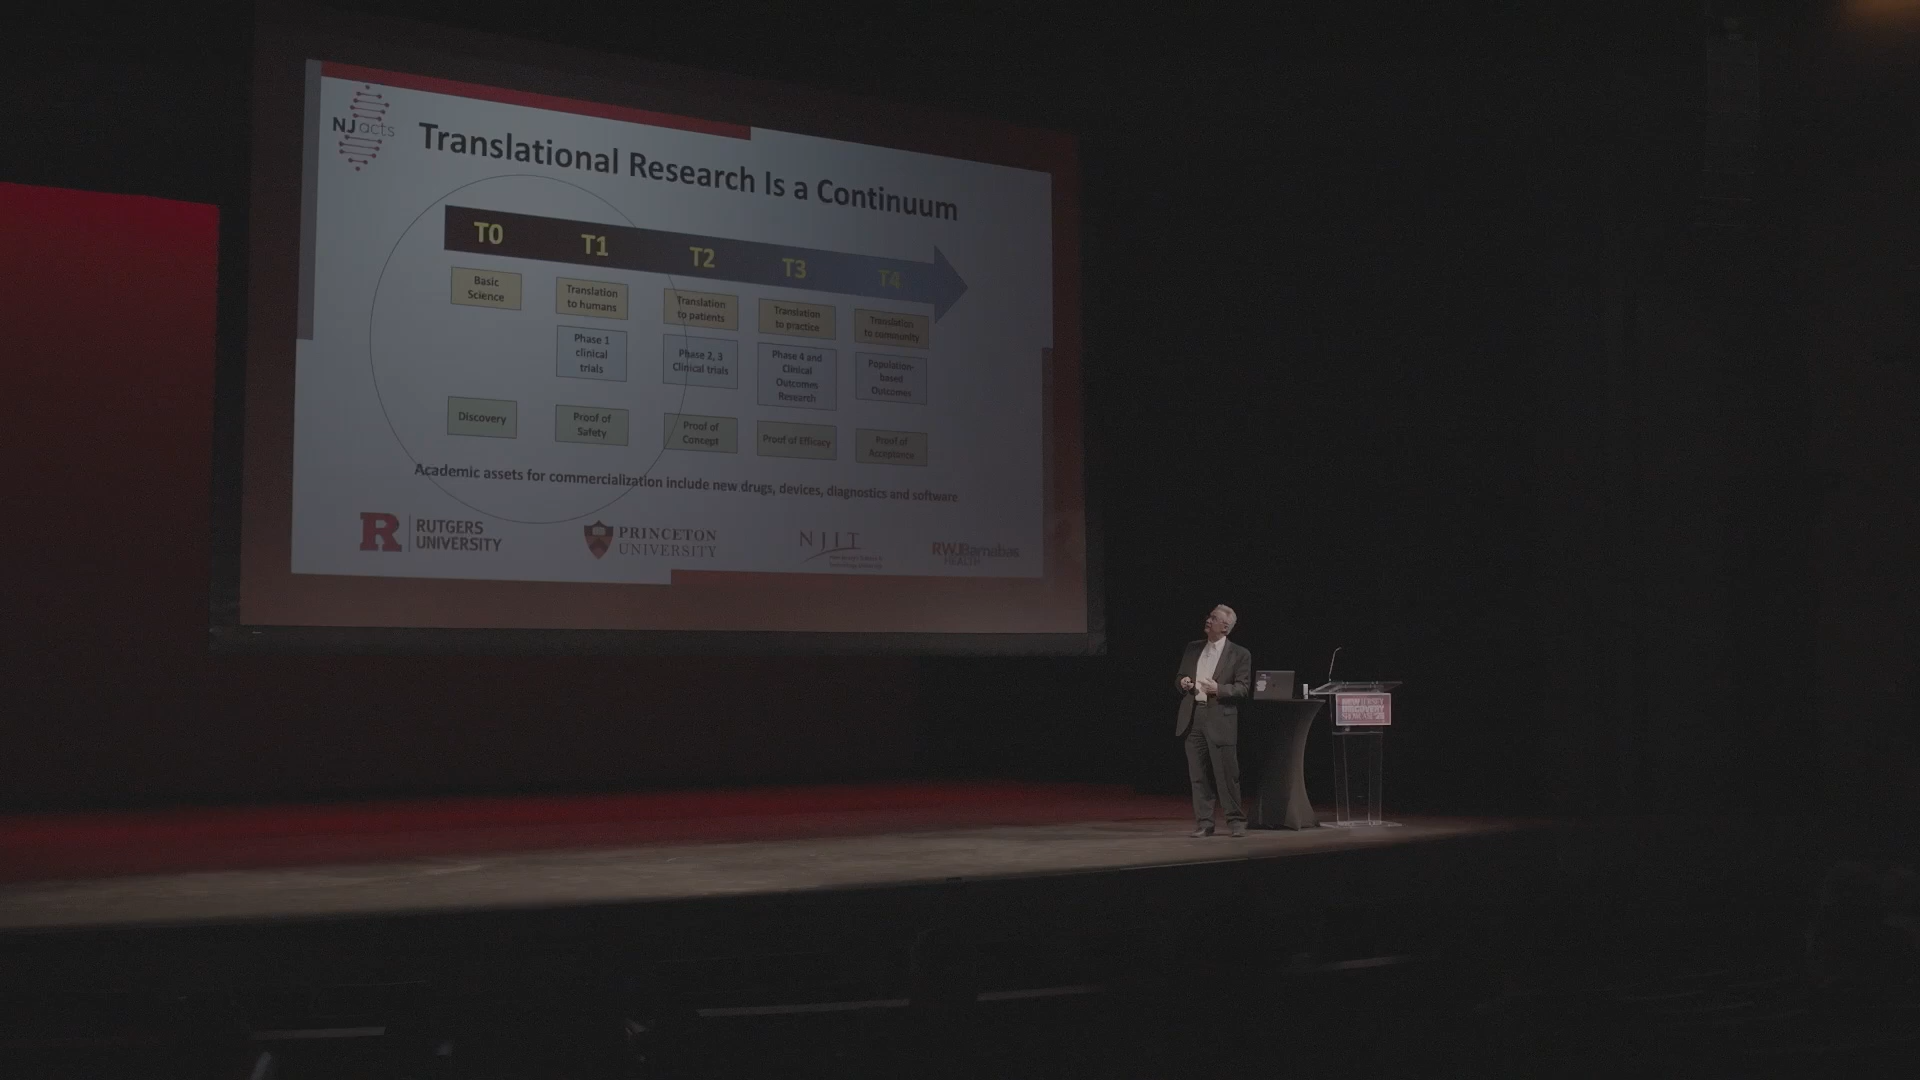 NJ acts
Translational Research Is a Continuum
T0
T1
T2
T3
T4
Basic
Science
Translation
to humans
Translation
to patients
Translation
to practice
Translation
to community
Phase 1
clinical
trials
Phase 2, 3
Clinical trials
Phase 4 and
Clinical
Outcomes
Research
Population-
based
Outcomes
Discovery
Proof of
Safety
Proof of
Concept
Proof of Efficacy
Proof of
Acceptance
Academic assets for commercialization include new drugs, devices, diagnostics and software.
RUTGERS
UNIVERSITY
PRINCETON
UNIVERSITY
NJIT
RWJBarnabas
HEALTH
DISCOVERY